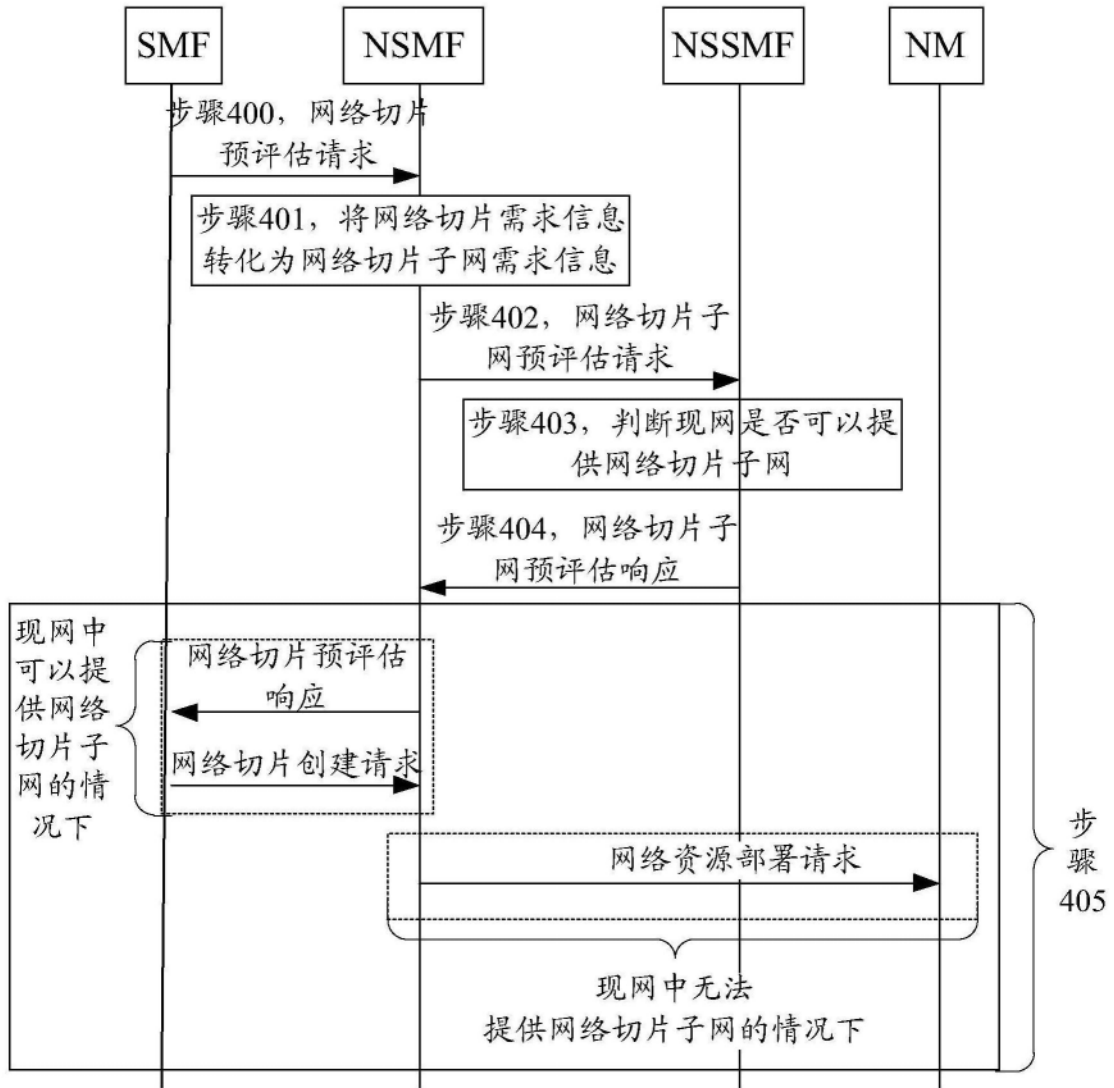 SMF
NSMF
NSSMF
NM
步骤400，网络切片
预评估请求
步骤401，将网络切片需求信息
转化为网络切片子网需求信息
步骤402，网络切片子
网预评估请求
步骤403，判断现网是否可以提
供网络切片子网
步骤404，网络切片子
网预评估响应
现网中
可以提
供网络
切片子
网的情
况下
网络切片预评估
响应
网络切片创建请求
网络资源部署请求
步
骤
405
现网中无法
提供网络切片子网的情况下